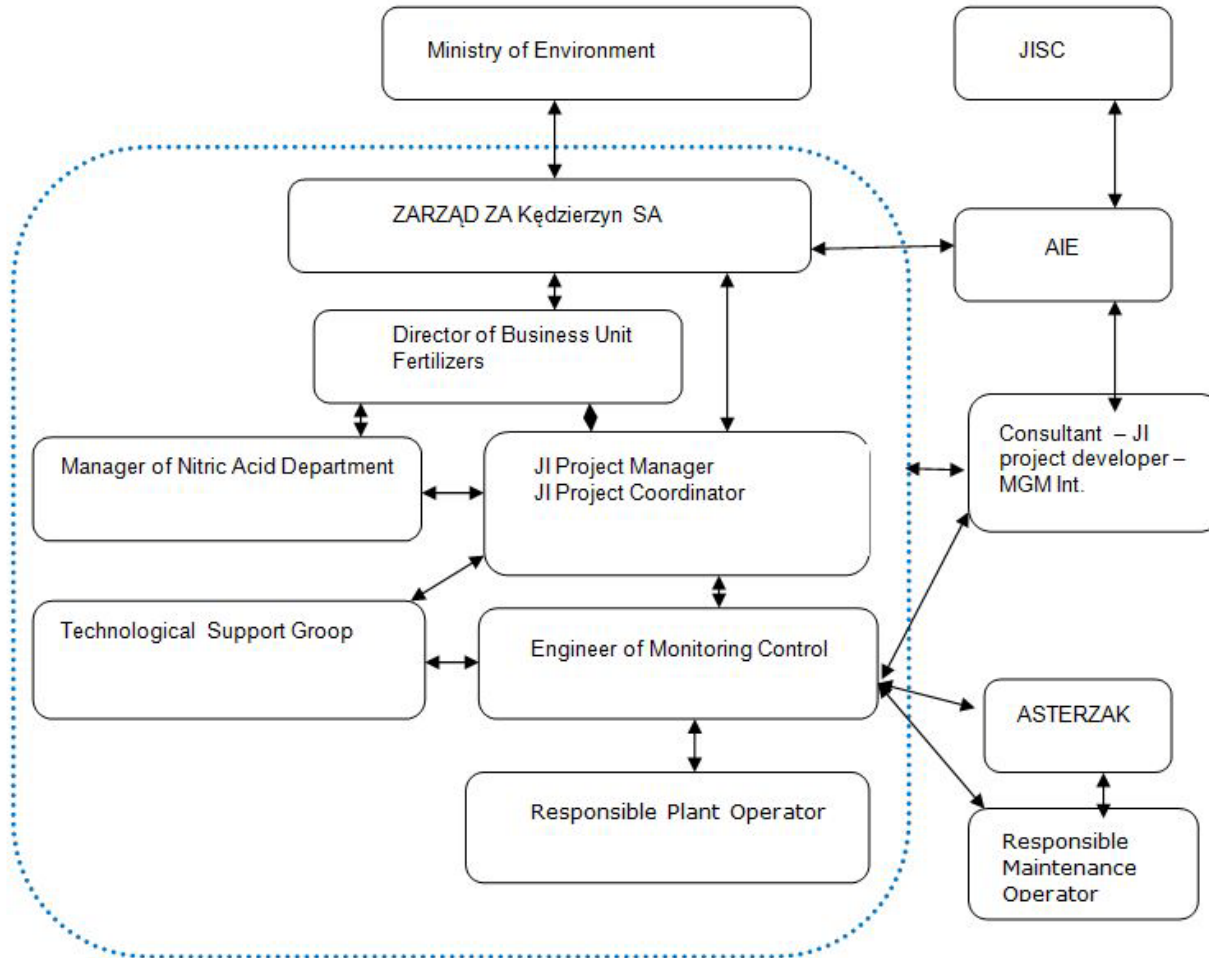 Ministry of Environment
JISC
ZARZĄD ZA Kędzierzyn SA
AIE
Director of Business Unit
Fertilizers
Manager of Nitric Acid Department
JI Project Manager
JI Project Coordinator
Consultant – JI
project developer –
MGM Int.
Technological Support Groop
Engineer of Monitoring Control
ASTERZAK
Responsible Plant Operator
Responsible
Maintenance
Operator